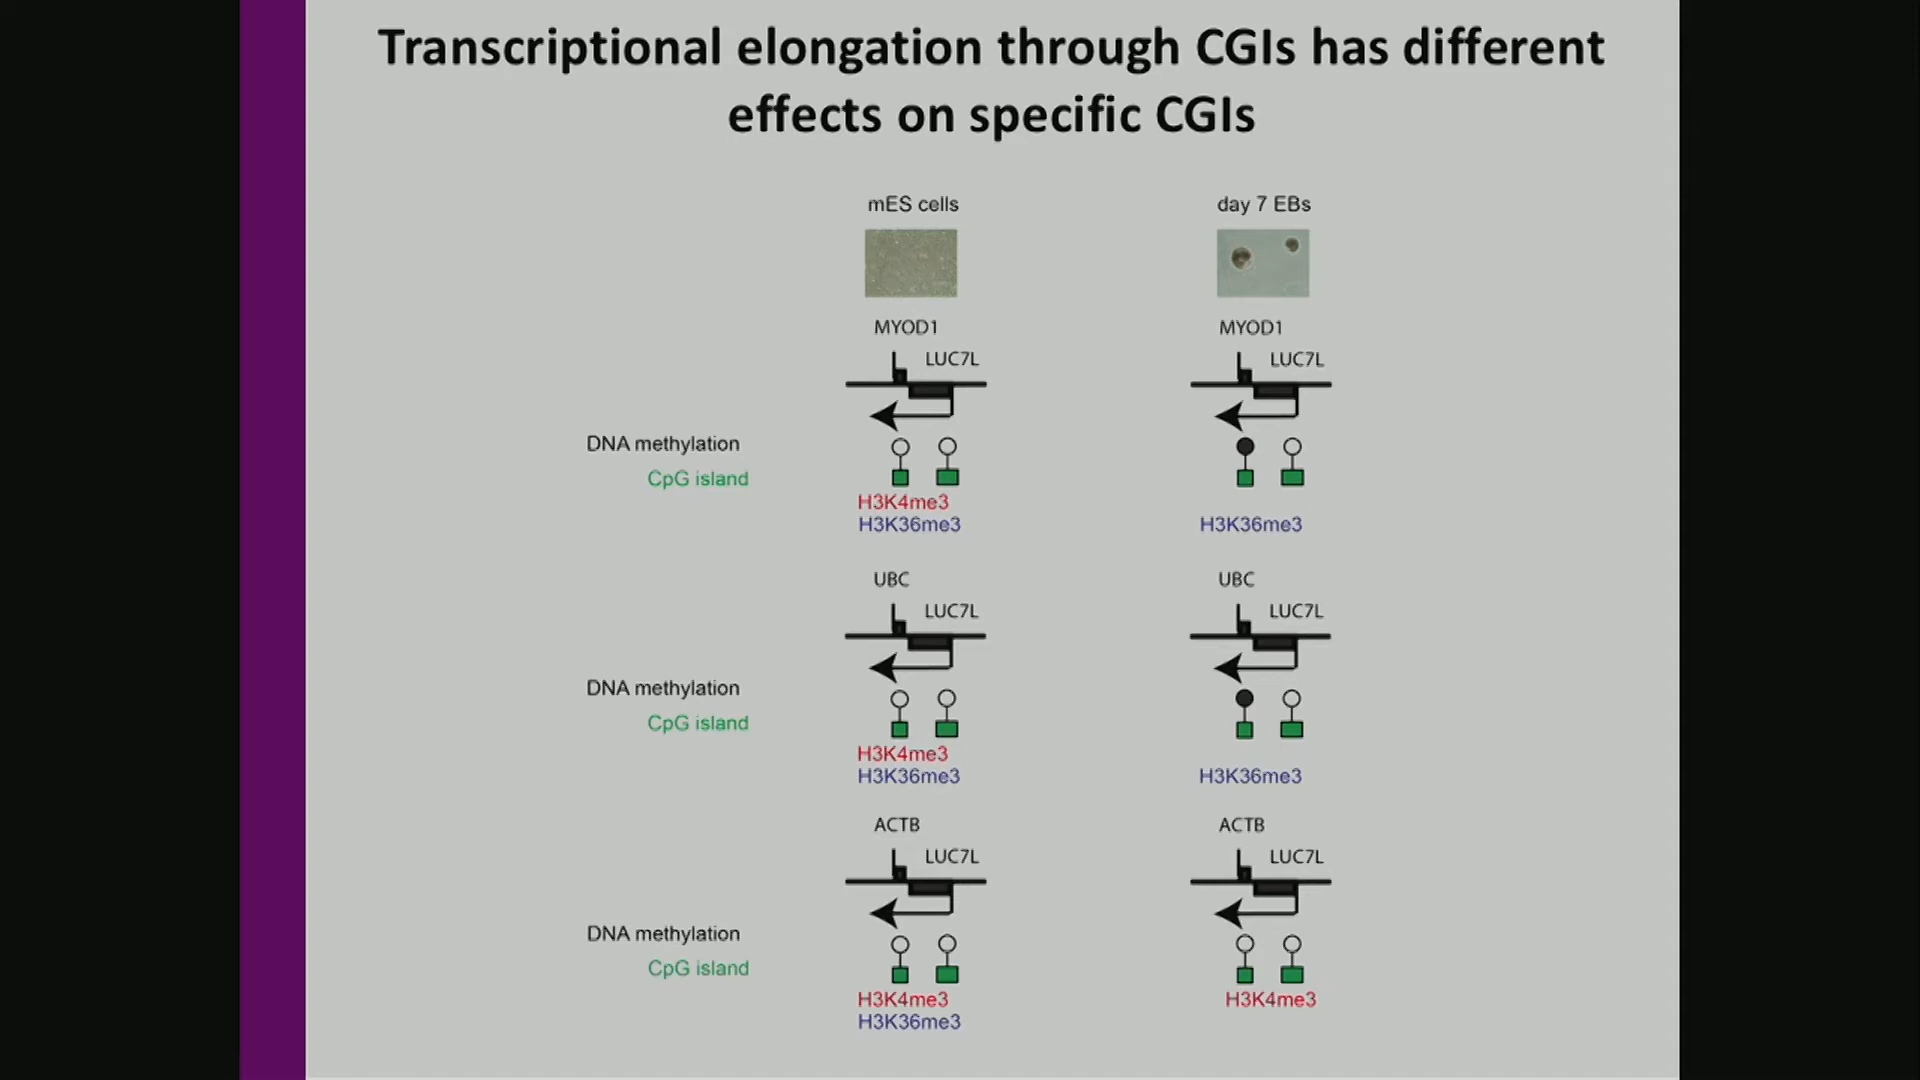 Transcriptional elongation through CGIs has different
effects on specific CGIs
mES cells
day 7 EBs
MYOD1
MYOD1
LUC7L
LUC7L
DNA methylation
CpG island
H3K4me3
H3K36me3
H3K36me3
UBC
UBC
LUC7L
LUC7L
DNA methylation
CpG island
H3K4me3
H3K36me3
H3K36me3
ACTB
ACTB
LUC7L
LUC7L
DNA methylation
CpG island
H3K4me3
H3K4me3
H3K36me3